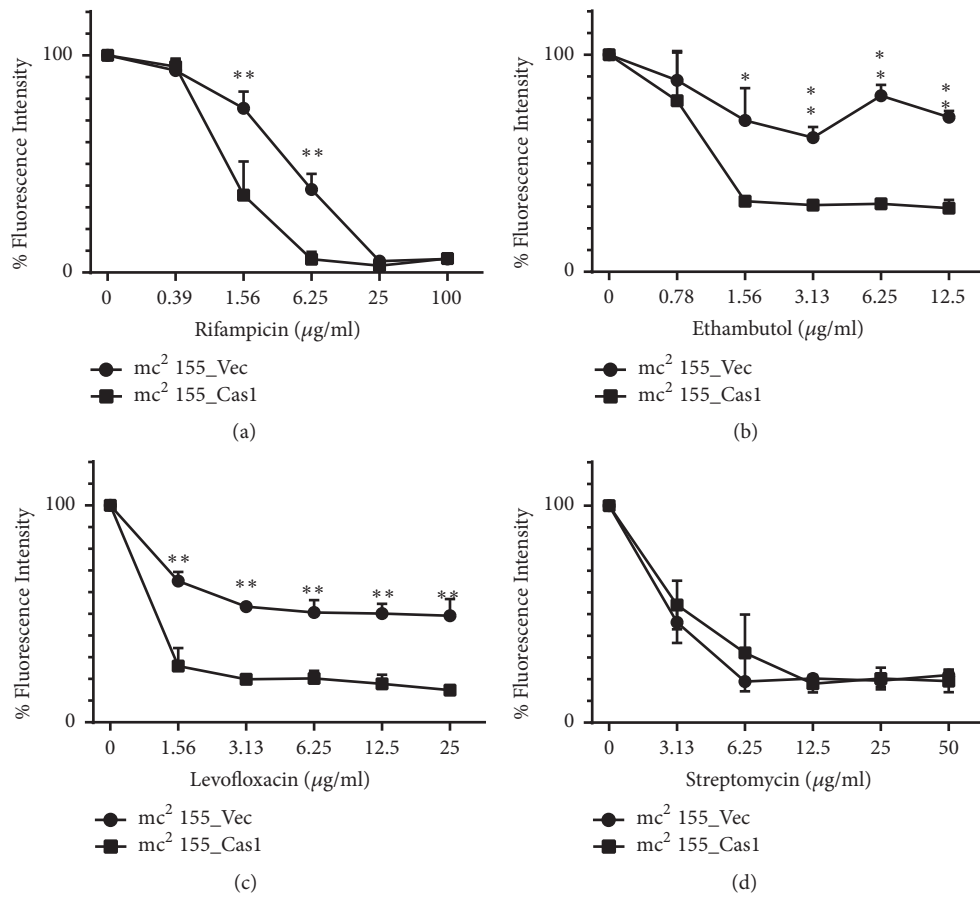 100
% Fluorescence Intensity
0
**
**
0 0.39 1.56 6.25 25 100
Rifampicin (μg/ml)
mc² 155_Vec
mc² 155_Cas1
(a)
100
% Fluorescence Intensity
0
*
*
*
*
*
**
0 0.78 1.56 3.13 6.25 12.5
Ethambutol (μg/ml)
mc² 155_Vec
mc² 155_Cas1
(b)
100
% Fluorescence Intensity
0
** ** ** ** **
0 1.56 3.13 6.25 12.5 25
Levofloxacin (μg/ml)
mc² 155_Vec
mc² 155_Cas1
(c)
100
% Fluorescence Intensity
0
0 3.13 6.25 12.5 25 50
Streptomycin (μg/ml)
mc² 155_Vec
mc² 155_Cas1
(d)